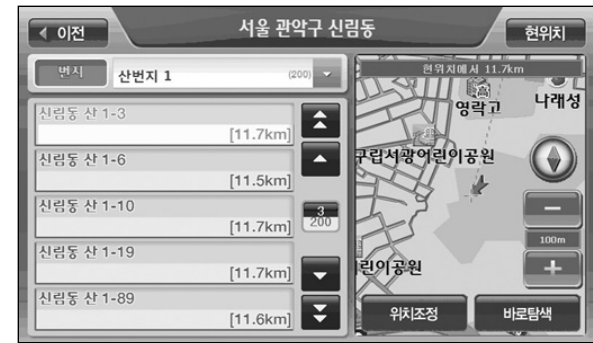 이전
서울 관악구 신림동
현위치
번지
산번지 1
(200)
신림동 산 1-3
[11.7km]
신림동 산 1-6
[11.5km]
신림동 산 1-10
[11.7km]
신림동 산 1-19
[11.7km]
신림동 산 1-89
[11.6km]
3
200
현위치에서 11.7km
高
영락고
나래성
구립서광어린이공원
100m
린이공원
위치조정
바로탐색